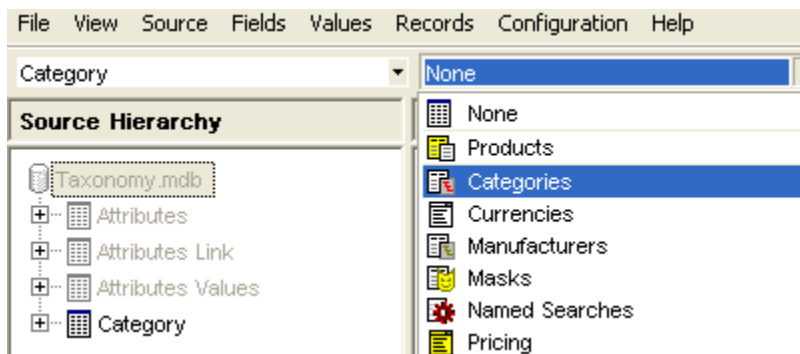 File View Source Fields Values Records Configuration Help
Category
None
Source Hierarchy
None
Products
Taxonomy.mdb
Categories
Attributes
Currencies
Attributes Link
Manufacturers
Attributes Values
Masks
Category
Named Searches
Pricing